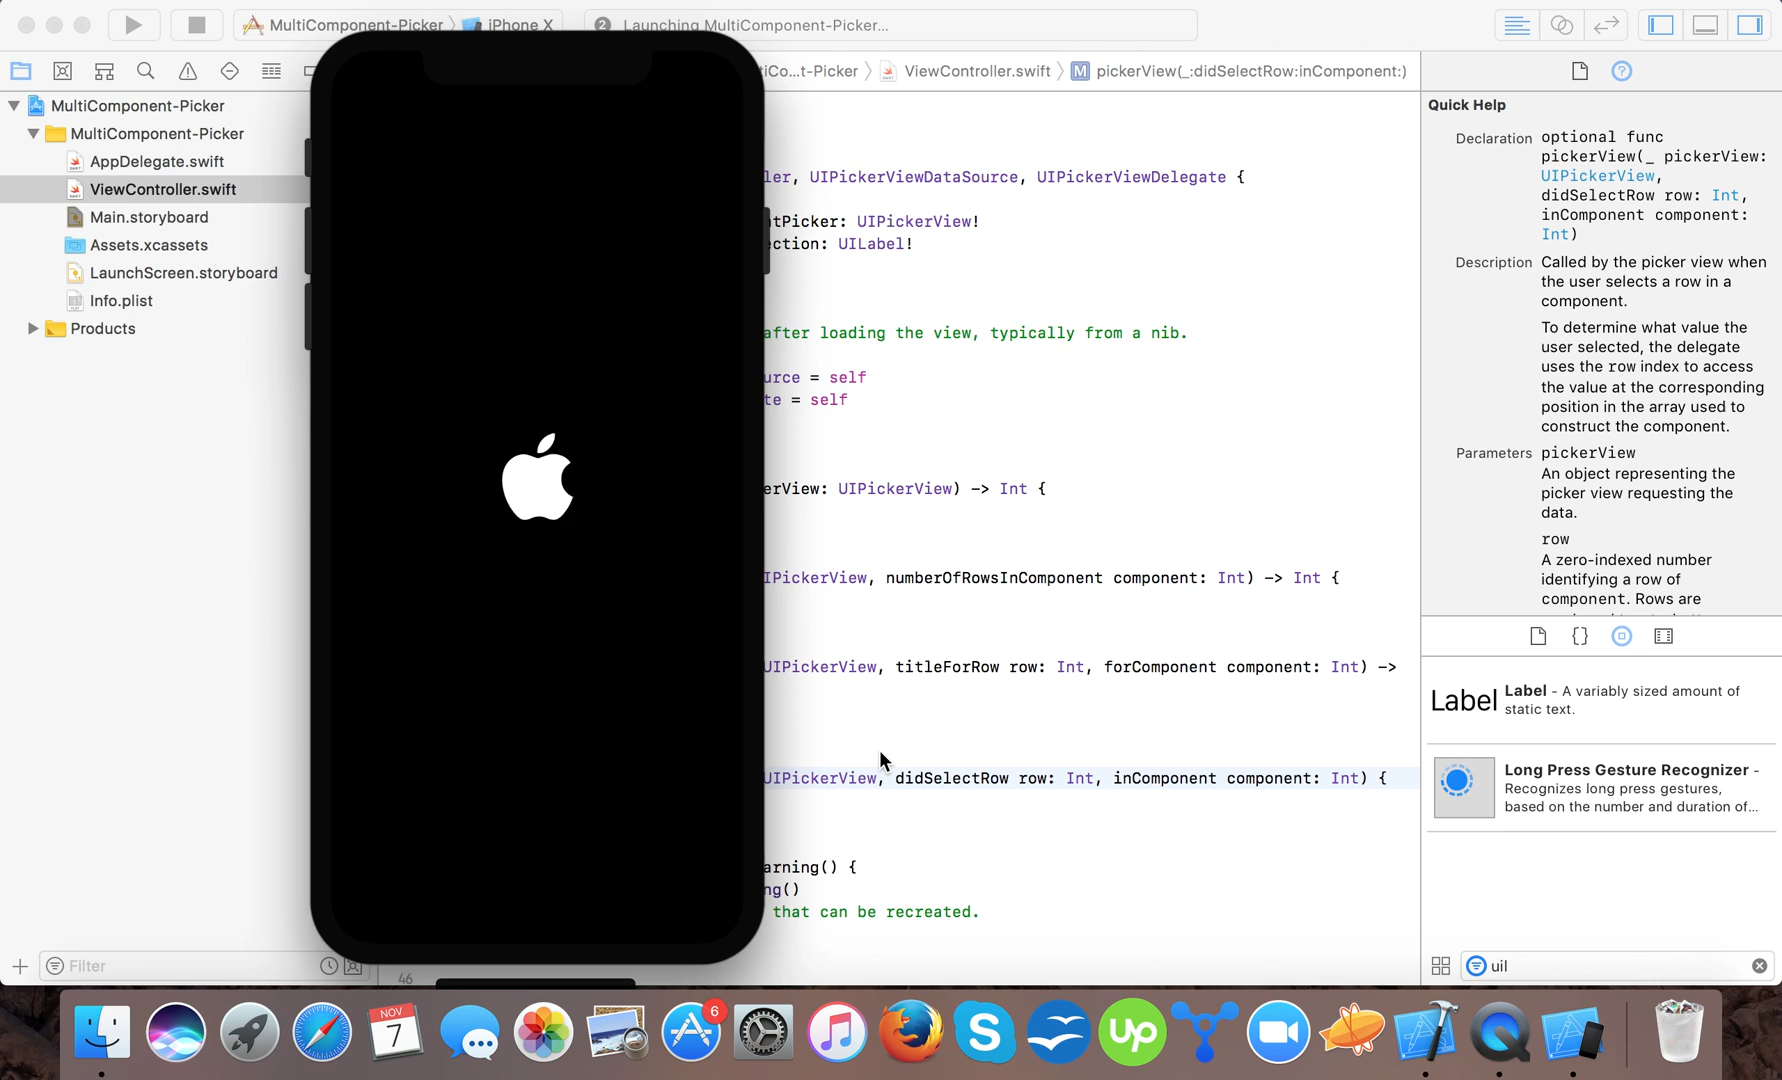 MultiComponent-Picker 〉 iPhone X
2 Launching MultiComponent-Picker...
iCo...t-Picker 〉 ViewController.swift 〉 M pickerView(_:didSelectRow:inComponent:)
MultiComponent-Picker
MultiComponent-Picker
AppDelegate.swift
ViewController.swift
Main.storyboard
Assets.xcassets
LaunchScreen.storyboard
Info.plist
Products
Filter
ler, UIPickerViewDataSource, UIPickerViewDelegate {
ntPicker: UIPickerView!
ection: UILabel!
after loading the view, typically from a nib.
urce = self
te = self
erView: UIPickerView) -> Int {
IPickerView, numberOfRowsInComponent component: Int) -> Int {
UIPickerView, titleForRow row: Int, forComponent component: Int) ->
UIPickerView, didSelectRow row: Int, inComponent component: Int) {
arning() {
ng()
that can be recreated.
46
Quick Help
Declaration optional func
pickerView(_ pickerView:
UIPickerView,
didSelectRow row: Int,
inComponent component:
Int)
Description Called by the picker view when
the user selects a row in a
component.
To determine what value the
user selected, the delegate
uses the row index to access
the value at the corresponding
position in the array used to
construct the component.
Parameters pickerView
An object representing the
picker view requesting the
data.
row
A zero-indexed number
identifying a row of
component. Rows are
{}
Label Label - A variably sized amount of
static text.
Long Press Gesture Recognizer -
Recognizes long press gestures,
based on the number and duration of...
uil
NOV
7
6
S
Up